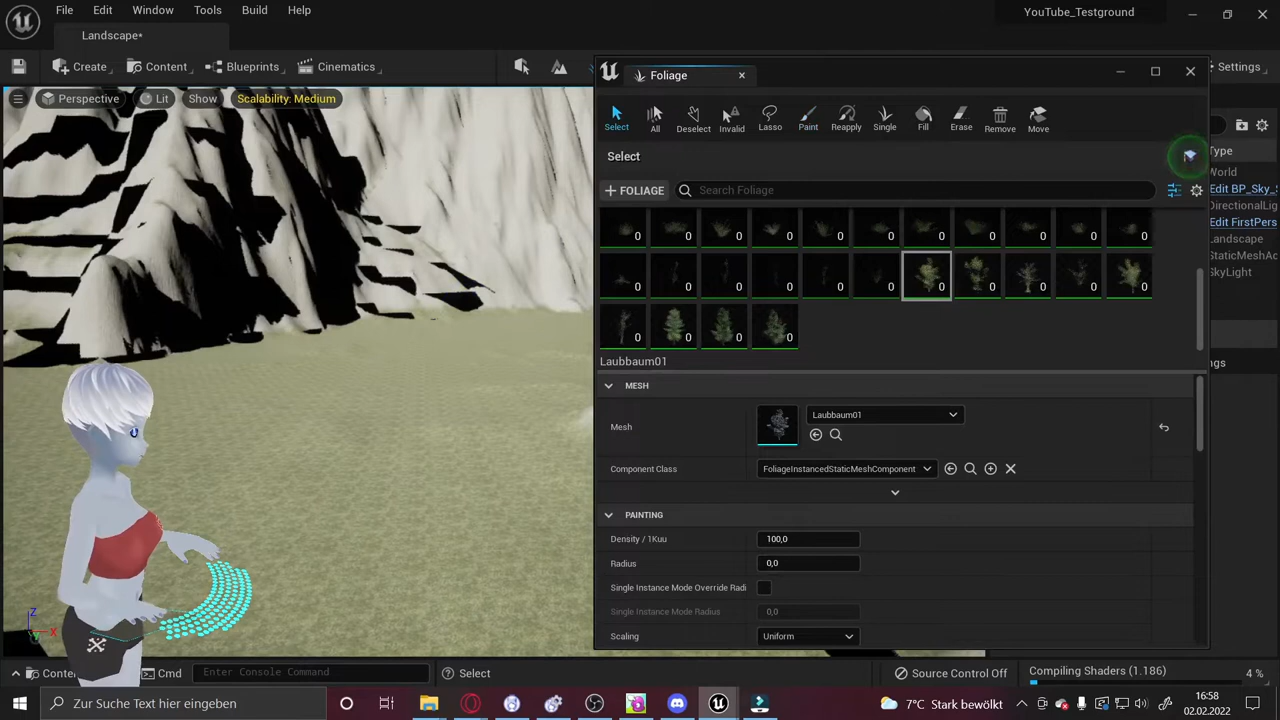 File Edit Window Tools Build Help
YouTube_Testground
Landscape*
Create Content Blueprints Cinematics
Settings
Foliage
Perspective Lit Show Scalability: Medium
Select All Deselect Invalid Lasso Paint Reapply Single Fill Erase Remove Move
Select
Type
World
FOLIAGE Search Foliage
Edit BP_Sky_S
DirectionalLig
Edit FirstPers
Landscape
StaticMeshAc
SkyLight
0 0 0 0 0 0 0 0 0 0 0
0 0 0 0 0 0 0 0 0 0 0
0 0 0 0
Laubbaum01
ngs
MESH
Mesh Laubbaum01
Component Class FoliageInstancedStaticMeshComponent
PAINTING
Density / 1Kuu 100,0
Radius 0,0
Single Instance Mode Override Radi
Single Instance Mode Radius 0,0
Scaling Uniform
Z
X
Y
Conte Cmd Enter Console Command Select Source Control Off Compiling Shaders (1.186) 4 %
Zur Suche Text hier eingeben 7°C Stark bewölkt 16:58
02.02.2022